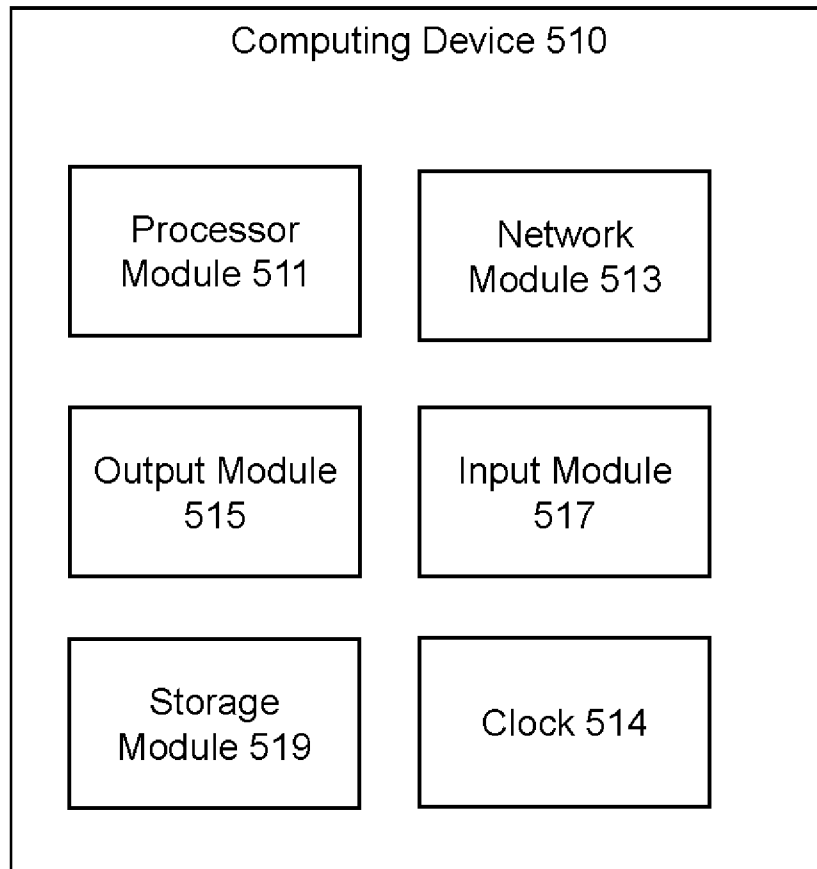 Computing Device 510
Processor
Module 511
Network
Module 513
Output Module
515
Input Module
517
Storage
Module 519
Clock 514